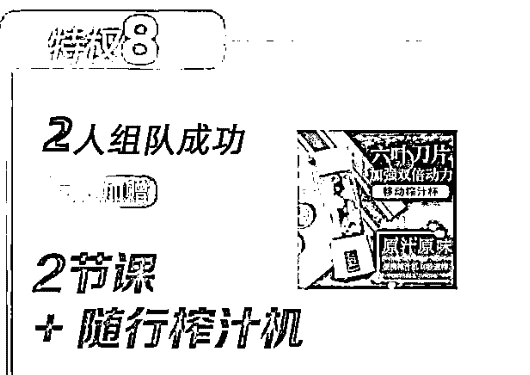 特权8
2人组队成功
加赠
2节课
+ 随行榨汁机
六叶刀片
加强双倍动力
移动榨汁杯
原汁原味